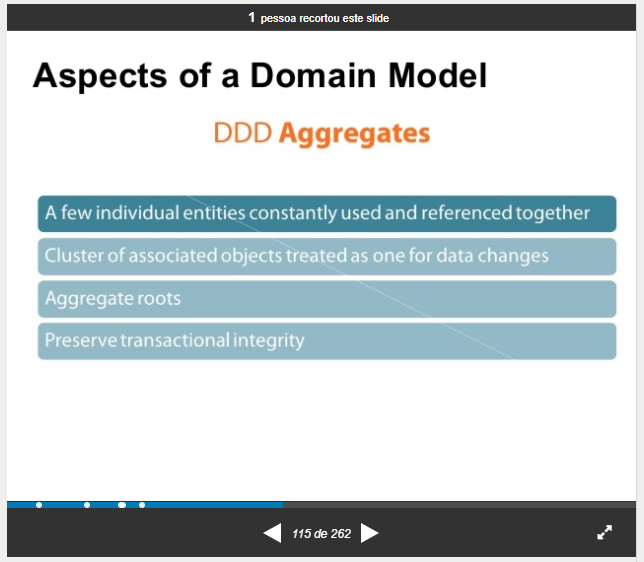 1 pessoa recortou este slide
Aspects of a Domain Model
DDD Aggregates
A few individual entities constantly used and referenced together
Cluster of associated objects treated as one for data changes
Aggregate roots
Preserve transactional integrity
115 de 262